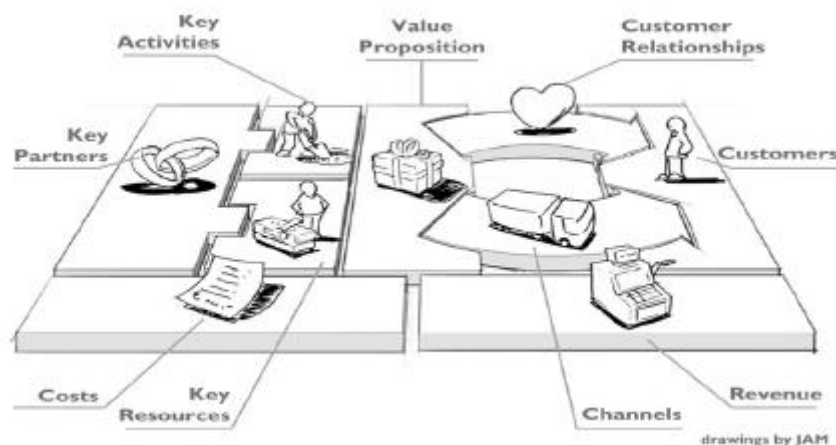 Key
Activities
Value
Proposition
Customer
Relationships
Key
Partners
Customers
Costs
Key
Resources
Channels
Revenue
drawings by JAM